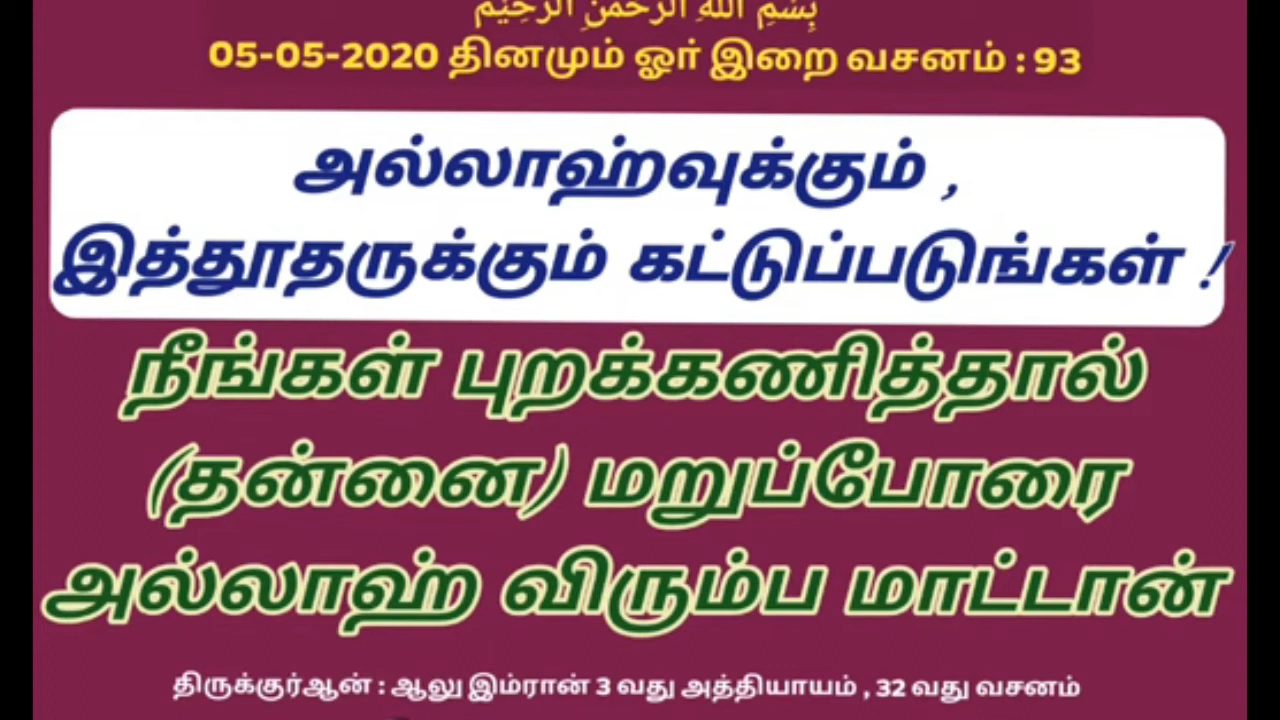 بِسْمِ اللهِ الرَّحْمٰنِ الرَّحِيْمِ
05-05-2020 தினமும் ஓர் இறை வசனம் : 93
அல்லாஹ்வுக்கும் ,
இத்தூதருக்கும் கட்டுப்படுங்கள் !
நீங்கள் புறக்கணித்தால்
(தன்னை) மறுப்போரை
அல்லாஹ் விரும்ப மாட்டான்
திருக்குர்ஆன் : ஆலு இம்ரான் 3 வது அத்தியாயம் , 32 வது வசனம்